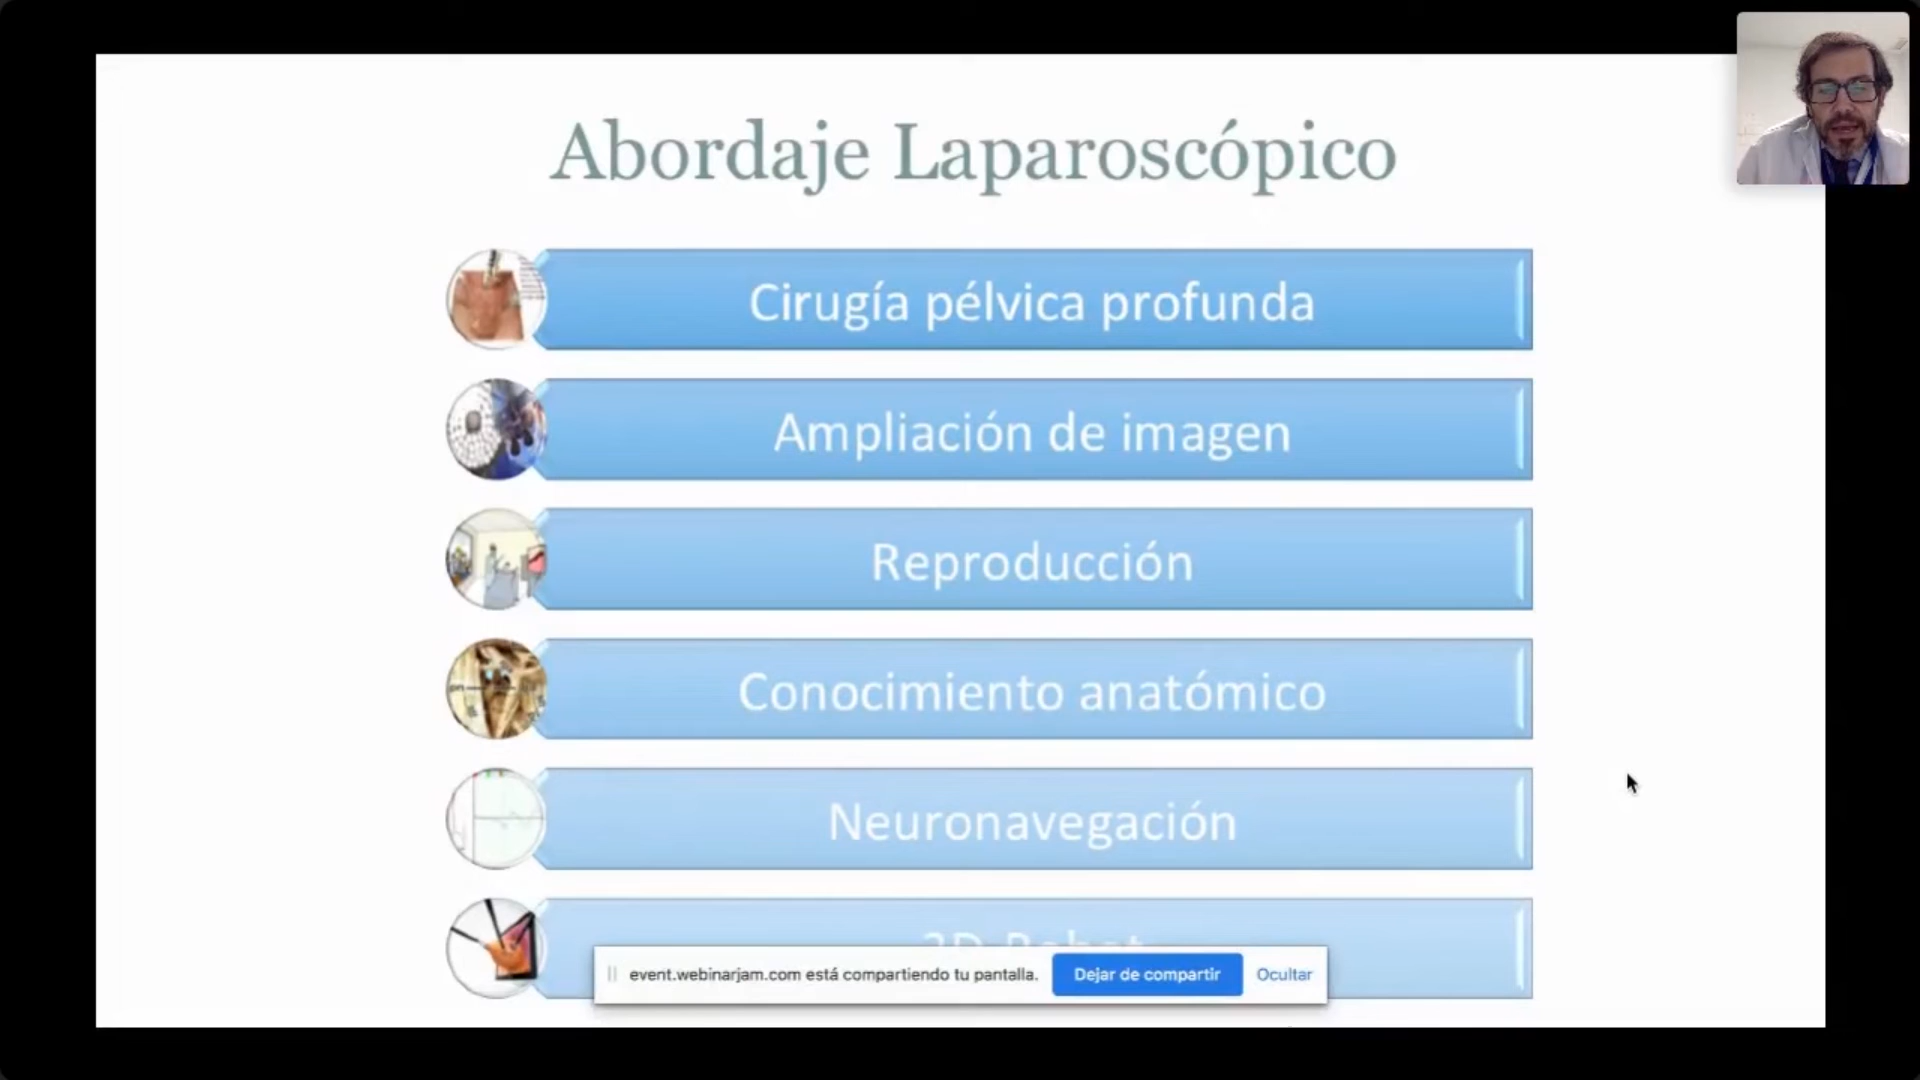 Abordaje Laparoscópico
Cirugía pélvica profunda
Ampliación de imagen
Reproducción
Conocimiento anatómico
Neuronavegación
event.webinarjam.com está compartiendo tu pantalla.
Dejar de compartir
Ocultar